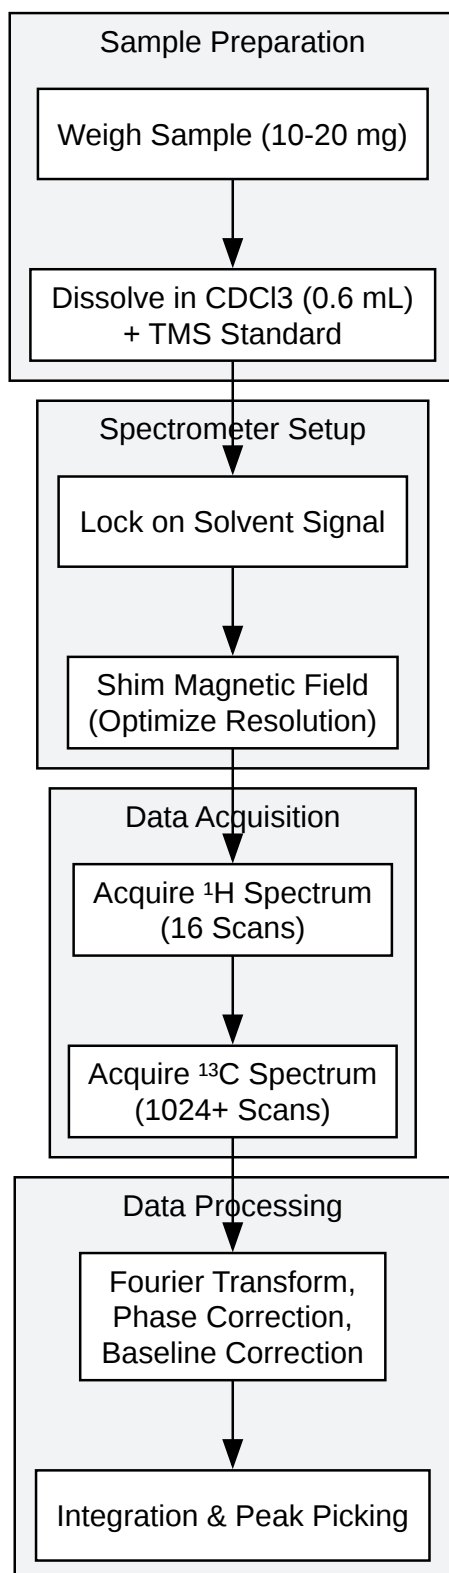 Sample Preparation
Weigh Sample (10-20 mg)
Dissolve in CDCl3 (0.6 mL)
+ TMS Standard
Spectrometer Setup
Lock on Solvent Signal
Shim Magnetic Field
(Optimize Resolution)
Data Acquisition
Acquire ¹H Spectrum
(16 Scans)
Acquire ¹³C Spectrum
(1024+ Scans)
Data Processing
Fourier Transform,
Phase Correction,
Baseline Correction
Integration & Peak Picking